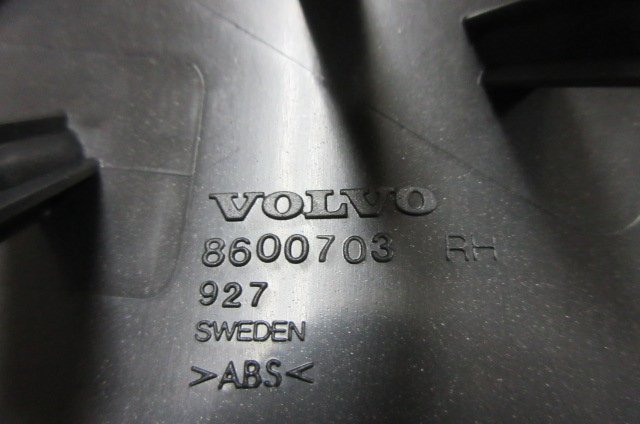 VOLVO
8600703 RH
927
SWEDEN
>ABS<